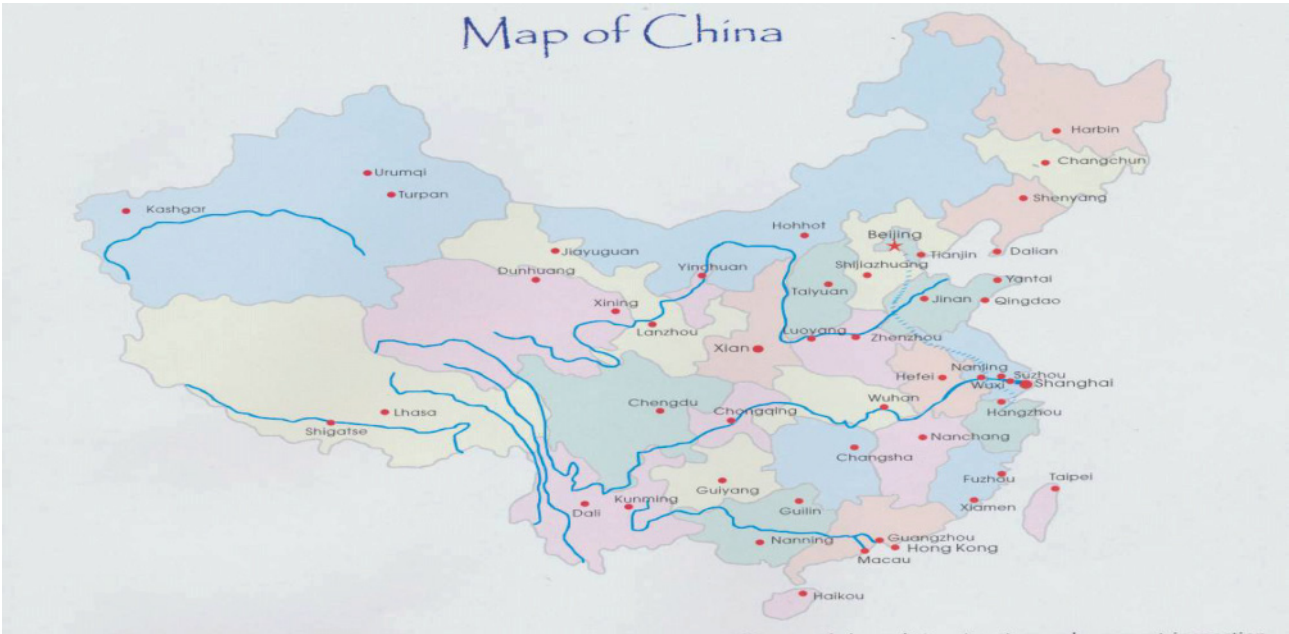 Map of China
Harbin
Changchun
Urumqi
Turpan
Shenyang
Kashgar
Hohhot
Beijing
Jiayuguan
Tianjin
Dalian
Dunhuang
Yinchuan
Shijiazhuang
Yantai
Taiyuan
Xining
Jinan
Qingdao
Lanzhou
Luoyang
Zhenzhou
Xian
Nanjing
Hefei
Suzhou
Wuxi
Shanghai
Chengdu
Wuhan
Lhasa
Chongqing
Hangzhou
Shigatse
Nanchang
Changsha
Fuzhou
Taipei
Guiyang
Kunming
Guilin
Xiamen
Dali
Nanning
Guangzhou
Hong Kong
Macau
Haikou